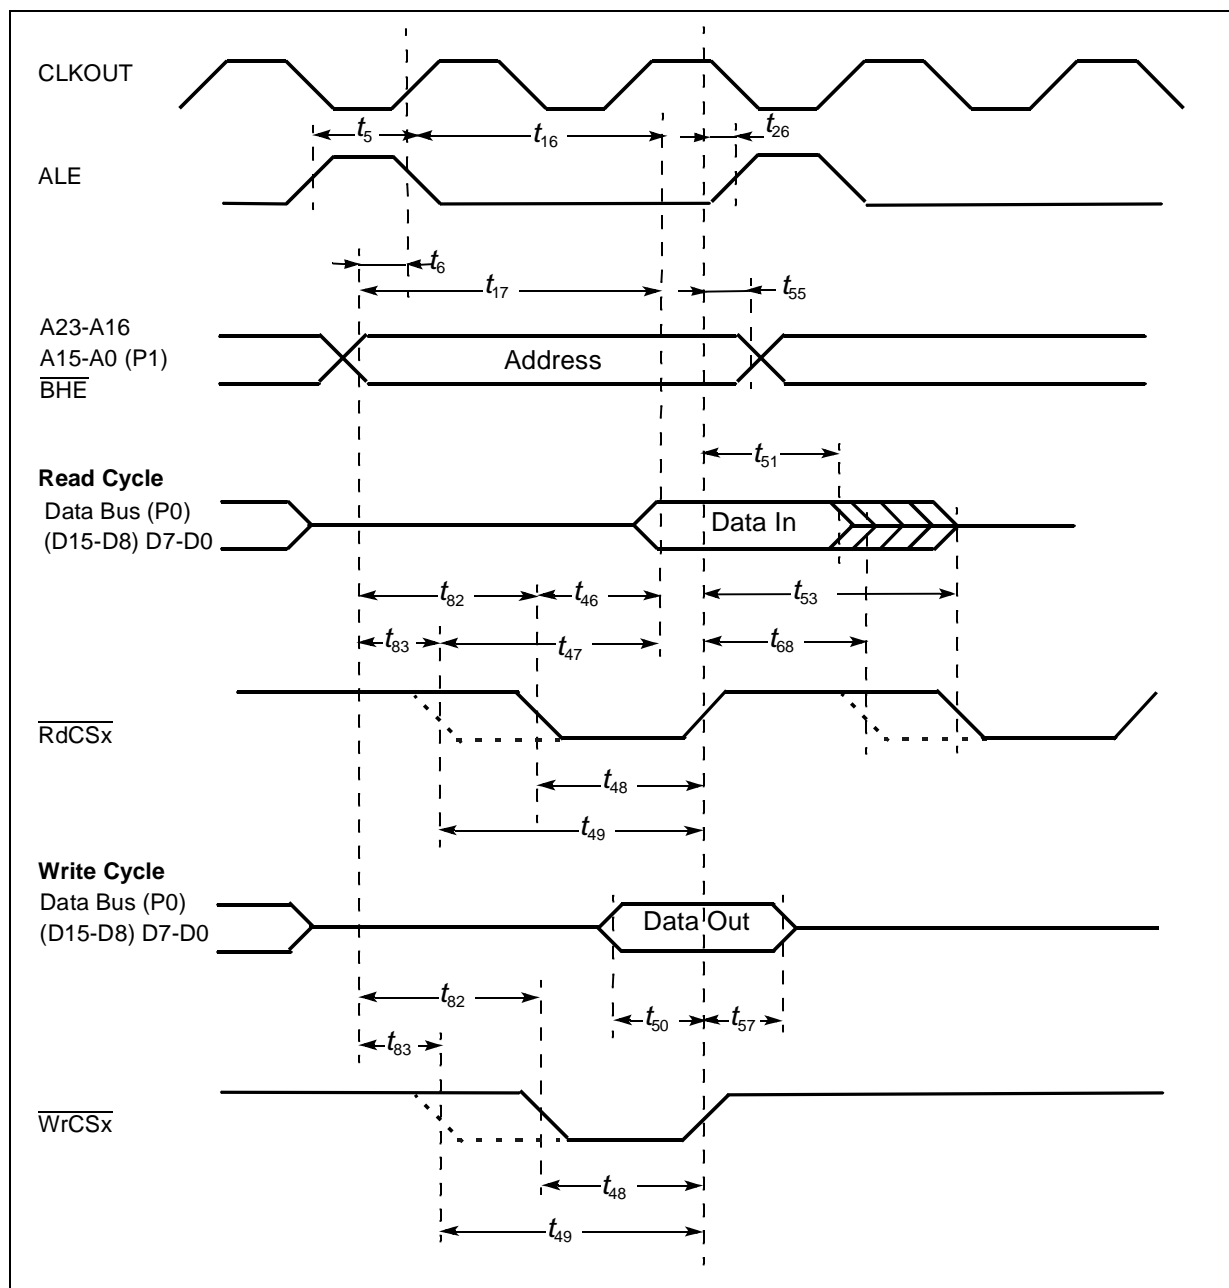 CLKOUT
t5 t16 t26
ALE
t6
t17 t55
A23-A16
A15-A0 (P1)
BHE
Address
t51
Read Cycle
Data Bus (P0)
(D15-D8) D7-D0
Data In
t82 t46 t53
t83 t47 t68
RdCSx
t48
t49
Write Cycle
Data Bus (P0)
(D15-D8) D7-D0
Data Out
t82 t50 t57
t83
WrCSx
t48
t49